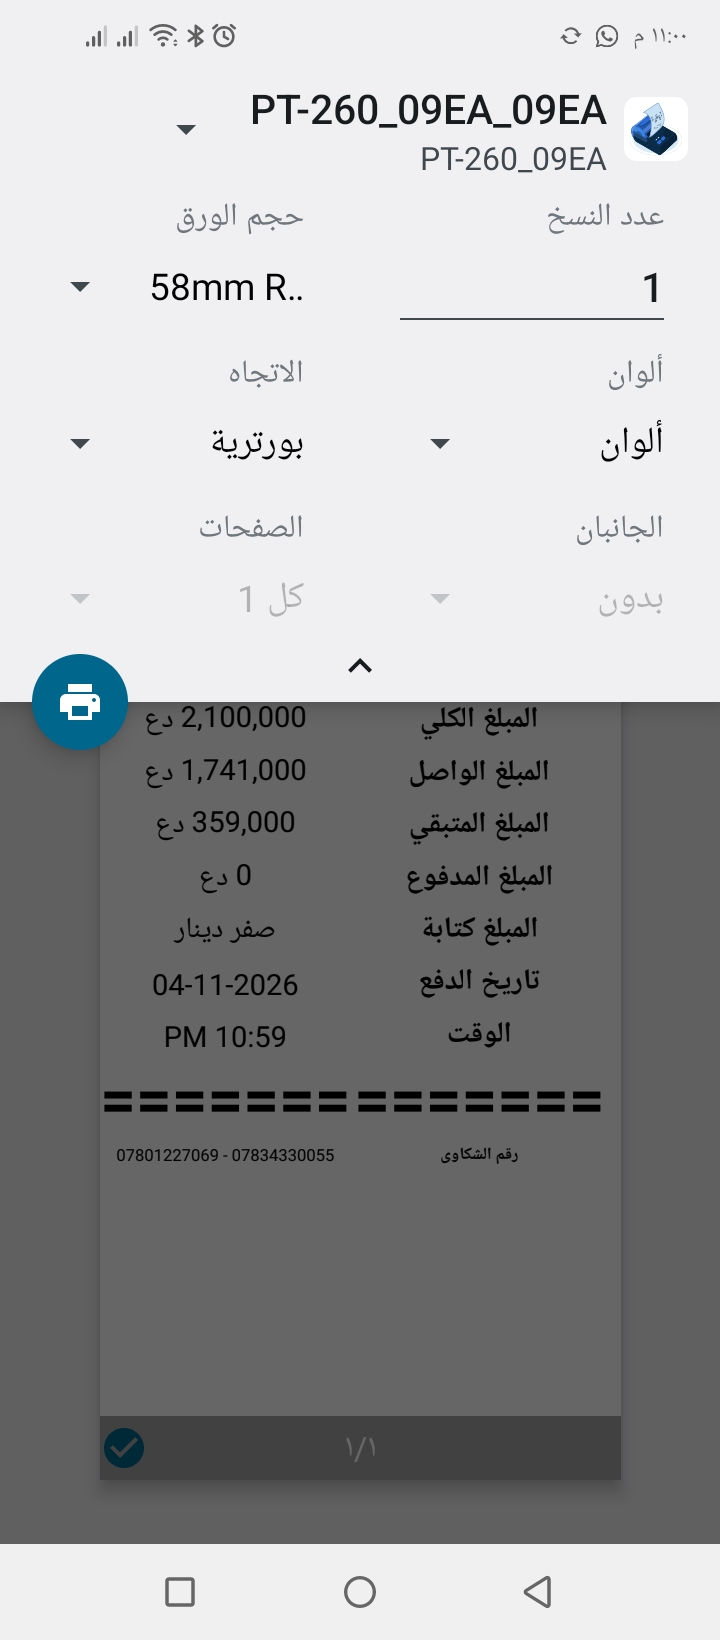 ١١:٠٠ م
PT-260_09EA_09EA
PT-260_09EA
عدد النسخ حجم الورق
1 58mm R..
ألوان الاتجاه
ألوان بورترية
الجانبان الصفحات
بدون كل 1
المبلغ الكلي 2,100,000 دع
المبلغ الواصل 1,741,000 دع
المبلغ المتبقي 359,000 دع
المبلغ المدفوع 0 دع
المبلغ كتابة صفر دينار
تاريخ الدفع 04-11-2026
الوقت PM 10:59
==============
رقم الشكاوى 07801227069 - 07834330055
١/١